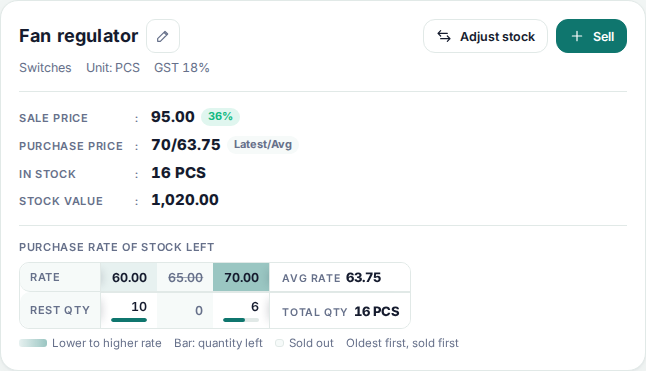 Fan regulator
Adjust stock
Sell
Switches Unit: PCS GST 18%
SALE PRICE : 95.00 36%
PURCHASE PRICE : 70/63.75 Latest/Avg
IN STOCK : 16 PCS
STOCK VALUE : 1,020.00
PURCHASE RATE OF STOCK LEFT
RATE 60.00 65.00 70.00 AVG RATE 63.75
REST QTY 10 0 6 TOTAL QTY 16 PCS
Lower to higher rate Bar: quantity left Sold out Oldest first, sold first